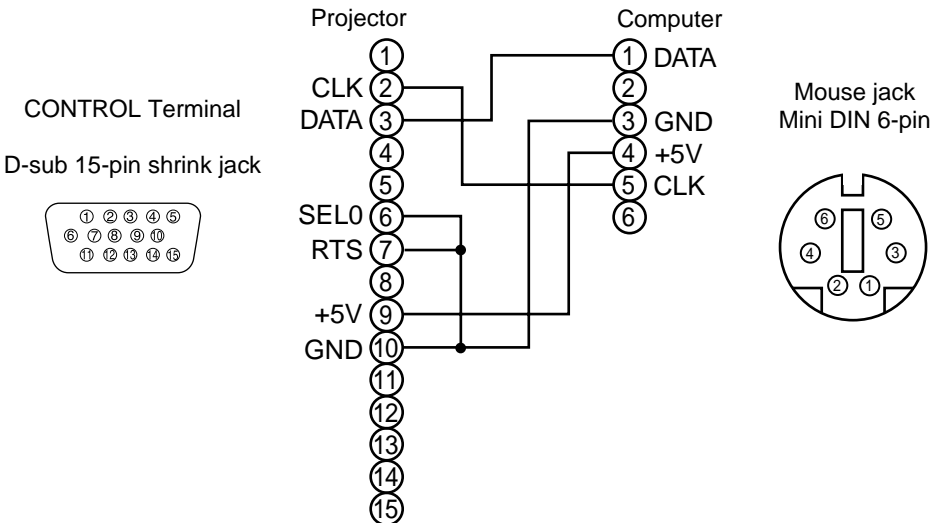 Projector
Computer
①
CLK ②
DATA ③
④
⑤
SEL0 ⑥
RTS ⑦
⑧
+5V ⑨
GND ⑩
⑪
⑫
⑬
⑭
⑮
① DATA
②
③ GND
④ +5V
⑤ CLK
⑥
CONTROL Terminal
D-sub 15-pin shrink jack
① ② ③ ④ ⑤
⑥ ⑦ ⑧ ⑨ ⑩
⑪ ⑫ ⑬ ⑭ ⑮
Mouse jack
Mini DIN 6-pin
⑥ ⑤
④ ③
② ①